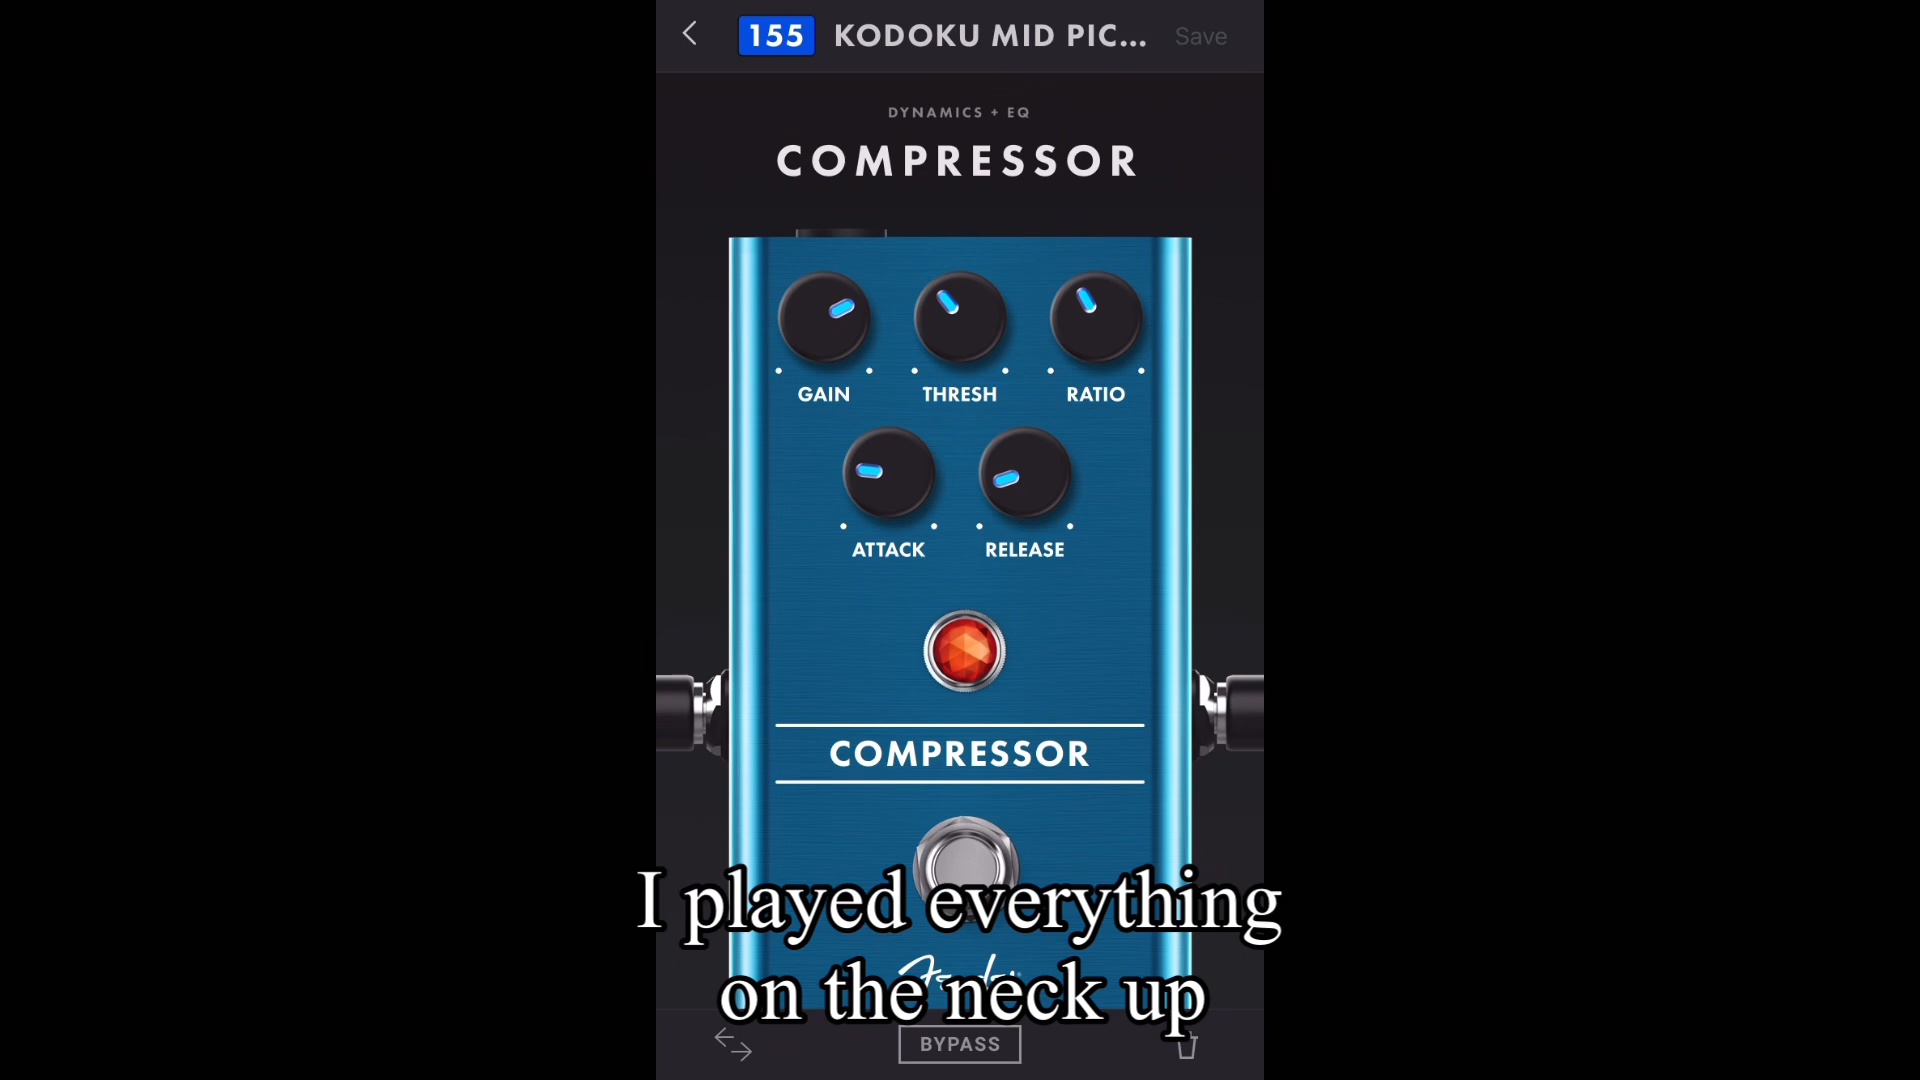 155 KODOKU MID PIC... Save
DYNAMICS + EQ
COMPRESSOR
GAIN THRESH RATIO
ATTACK RELEASE
COMPRESSOR
I played everything
Fender
on the neck up
BYPASS